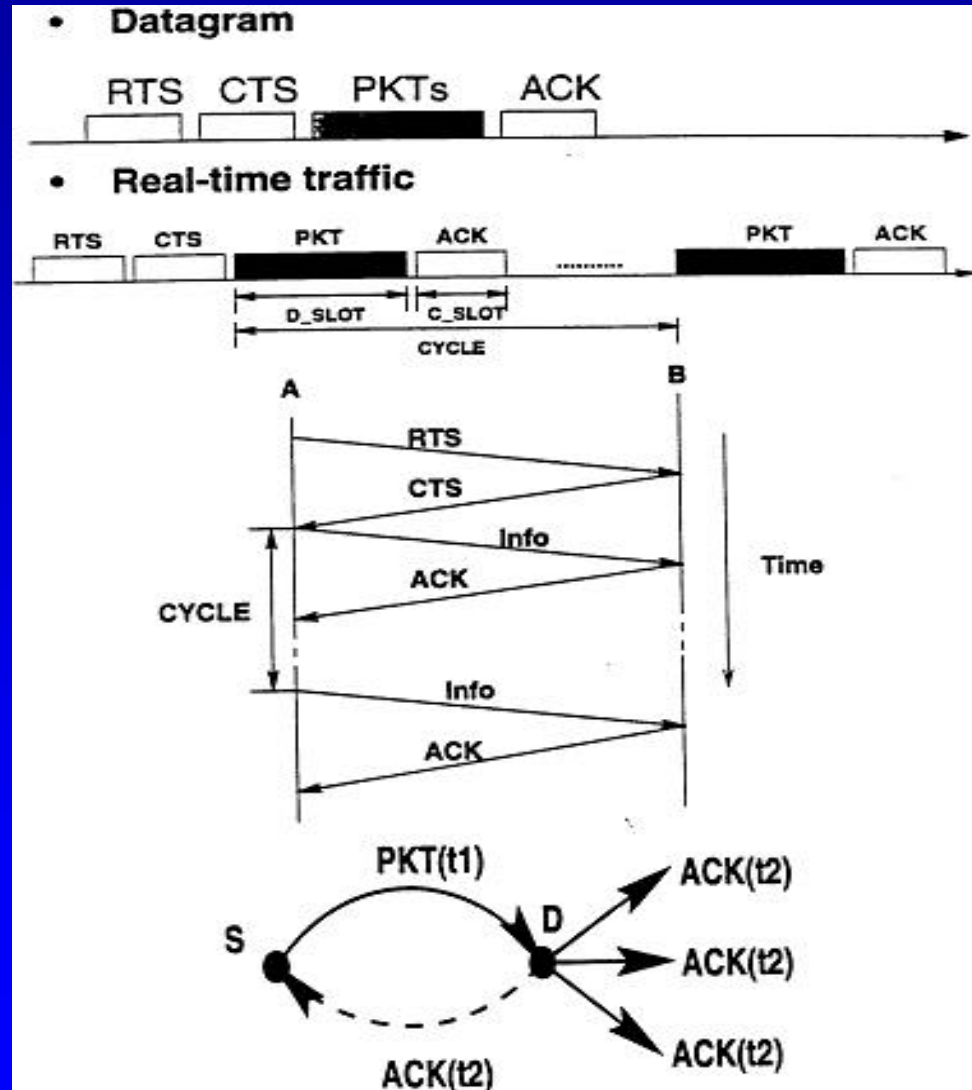 • Datagram
RTS CTS PKTs ACK
• Real-time traffic
RTS CTS PKT ACK PKT ACK
..........
D_SLOT C_SLOT
CYCLE
A B
RTS
CTS
Info
ACK
CYCLE
Time
Info
ACK
PKT(t1)
S D
ACK(t2)
ACK(t2)
ACK(t2)
ACK(t2)